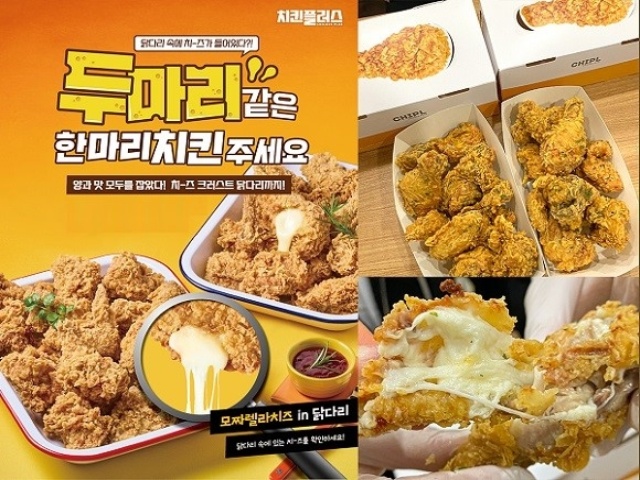 치킨플러스
닭다리 속에 치-즈가 들어있다?!
두마리같은
한마리치킨 주세요
양과 맛 모두를 잡았다! 치-즈 크러스트 닭다리까지!
모짜렐라치즈 in 닭다리
닭다리 속에 있는 치-즈를 확인하세요!
CHIPL
CHIPL